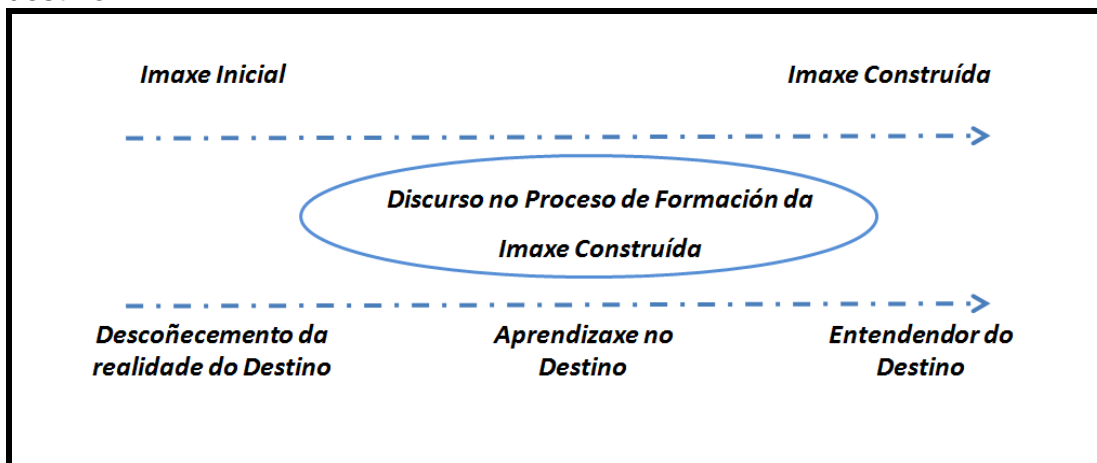 Imaxe Inicial
Imaxe Construída
Discurso no Proceso de Formación da
Imaxe Construída
Descoñecemento da
realidade do Destino
Aprendizaxe no
Destino
Entendendor do
Destino